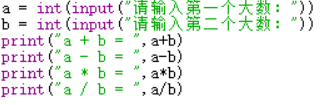 a = int(input("请输入第一个大数: "))
b = int(input("请输入第二个大数: "))
print("a + b = ",a+b)
print("a - b = ",a-b)
print("a * b = ",a*b)
print("a / b = ",a/b)